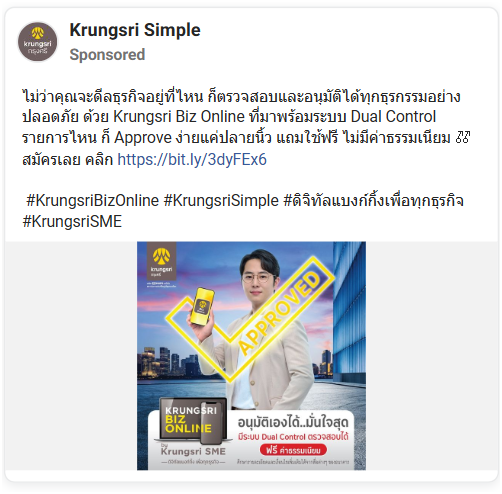 Krungsri Simple
Sponsored
ไม่ว่าคุณจะดีลธุรกิจอยู่ที่ไหน ก็ตรวจสอบและอนุมัติได้ทุกธุรกรรมอย่าง
ปลอดภัย ด้วย Krungsri Biz Online ที่มาพร้อมระบบ Dual Control
รายการไหน ก็ Approve ง่ายแค่ปลายนิ้ว แถมใช้ฟรี ไม่มีค่าธรรมเนียม
สมัครเลย คลิก https://bit.ly/3dyFEx6
#KrungsriBizOnline #KrungsriSimple #ดิจิทัลแบงก์กิ้งเพื่อทุกธุรกิจ
#KrungsriSME
krungsri
กรุงศรี
krungsri
กรุงศรี
APPROVED
KRUNGSRI
BIZ
ONLINE
by
Krungsri SME
อนุมัติเองได้..มั่นใจสุด
มีระบบ Dual Control ตรวจสอบได้
ฟรี ค่าธรรมเนียม